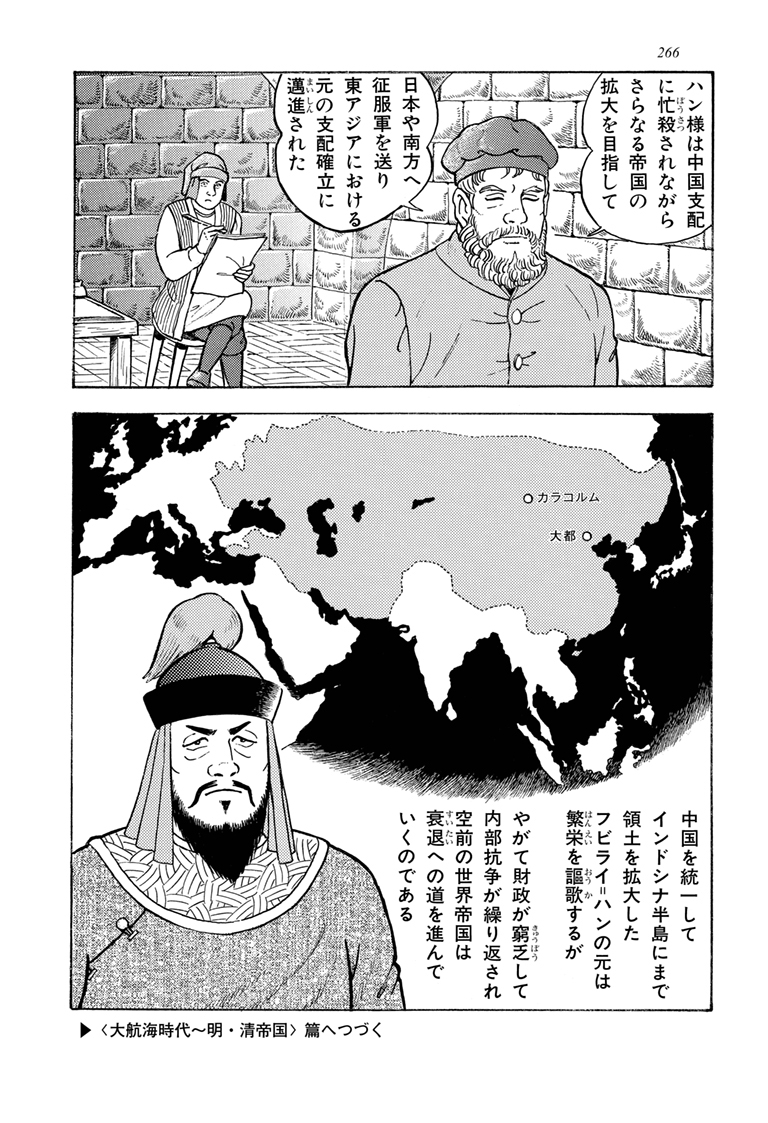 266
ハン様は中国支配
に忙殺されながら
さらなる帝国の
拡大を目指して
日本や南方へ
征服軍を送り
東アジアにおける
元の支配確立に
邁進された
カラコルム
大都
中国を統一して
インドシナ半島にまで
領土を拡大した
フビライ=ハンの元は
繁栄を謳歌するが
やがて財政が窮乏して
内部抗争が繰り返され
空前の世界帝国は
衰退への道を進んで
いくのである
▶〈大航海時代〜明・清帝国〉篇へつづく